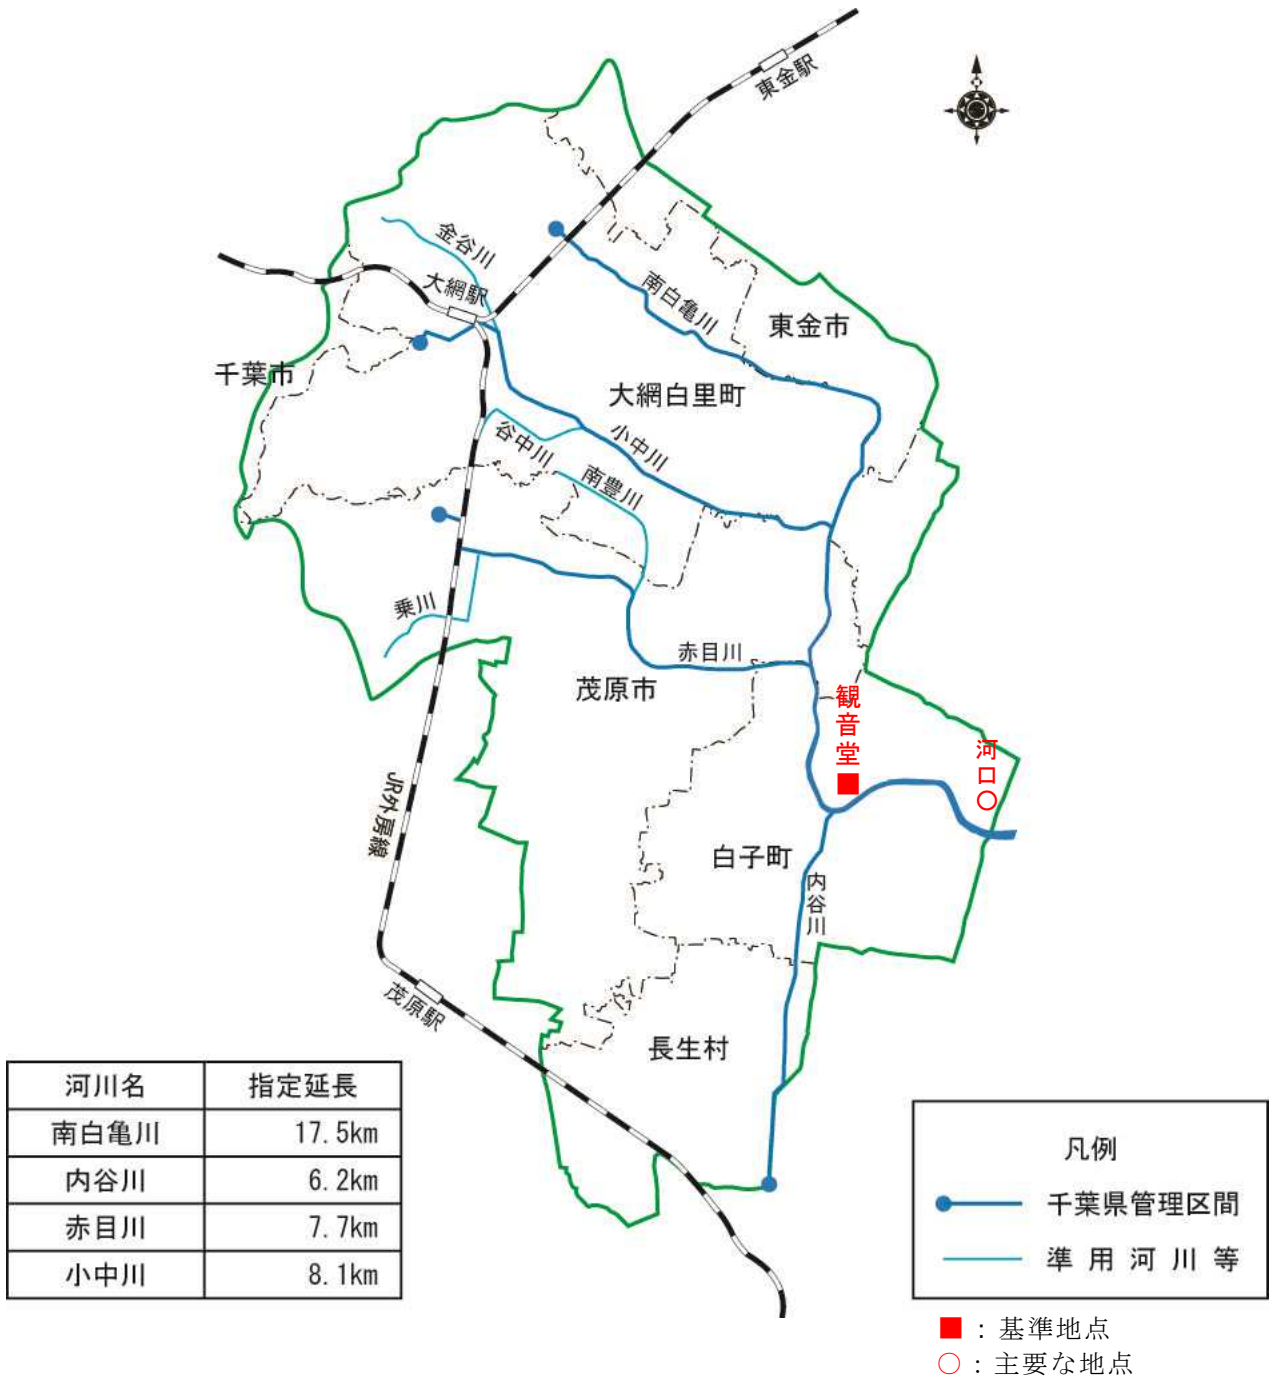 東金駅
金谷川
大網駅
南白亀川
東金市
千葉市
大網白里町
小中川
谷中川
南豊川
乗川
赤目川
茂原市
観音堂
河口
JR外房線
白子町
内谷川
茂原駅
長生村
河川名 指定延長
南白亀川 17.5km
内谷川 6.2km
赤目川 7.7km
小中川 8.1km
凡例
千葉県管理区間
準用河川等
■：基準地点
○：主要な地点